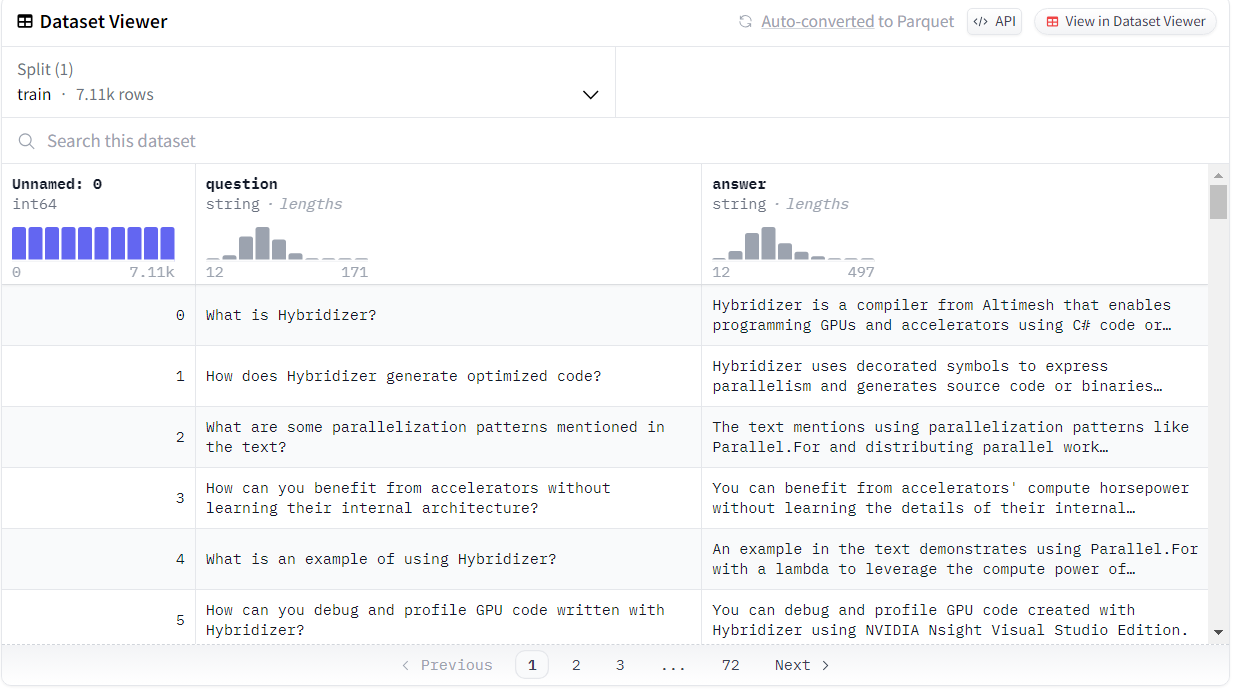 Dataset Viewer
Auto-converted to Parquet
</> API
View in Dataset Viewer
Split (1)
train · 7.11k rows
Search this dataset
Unnamed: 0
int64
0 7.11k
question
string · lengths
12 171
answer
string · lengths
12 497
0
What is Hybridizer?
Hybridizer is a compiler from Altimesh that enables
programming GPUs and accelerators using C# code or…
1
How does Hybridizer generate optimized code?
Hybridizer uses decorated symbols to express
parallelism and generates source code or binaries…
2
What are some parallelization patterns mentioned in
the text?
The text mentions using parallelization patterns like
Parallel.For and distributing parallel work…
3
How can you benefit from accelerators without
learning their internal architecture?
You can benefit from accelerators' compute horsepower
without learning the details of their internal…
4
What is an example of using Hybridizer?
An example in the text demonstrates using Parallel.For
with a lambda to leverage the compute power of…
5
How can you debug and profile GPU code written with
Hybridizer?
You can debug and profile GPU code created with
Hybridizer using NVIDIA Nsight Visual Studio Edition.
< Previous 1 2 3 ... 72 Next >